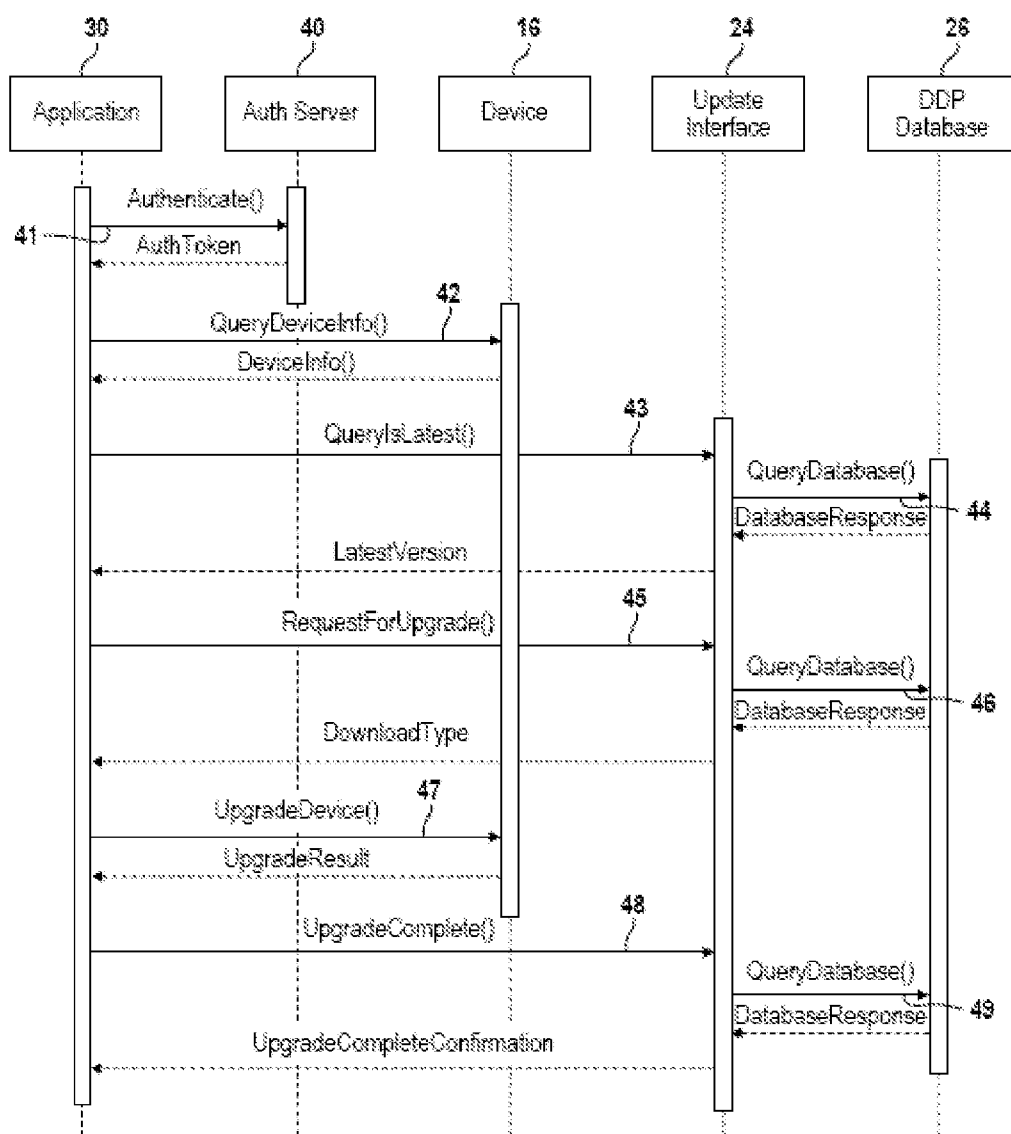 30
40
16
24
26
Application
Auth Server
Device
Update
Interface
DDP
Database
Authenticate()
41
AuthToken
42
QueryDeviceInfo()
DeviceInfo()
43
QueryIsLatest()
QueryDatabase()
44
DatabaseResponse
LatestVersion
45
RequestForUpgrade()
QueryDatabase()
46
DatabaseResponse
DownloadType
47
UpgradeDevice()
UpgradeResult
48
UpgradeComplete()
QueryDatabase()
49
DatabaseResponse
UpgradeCompleteConfirmation